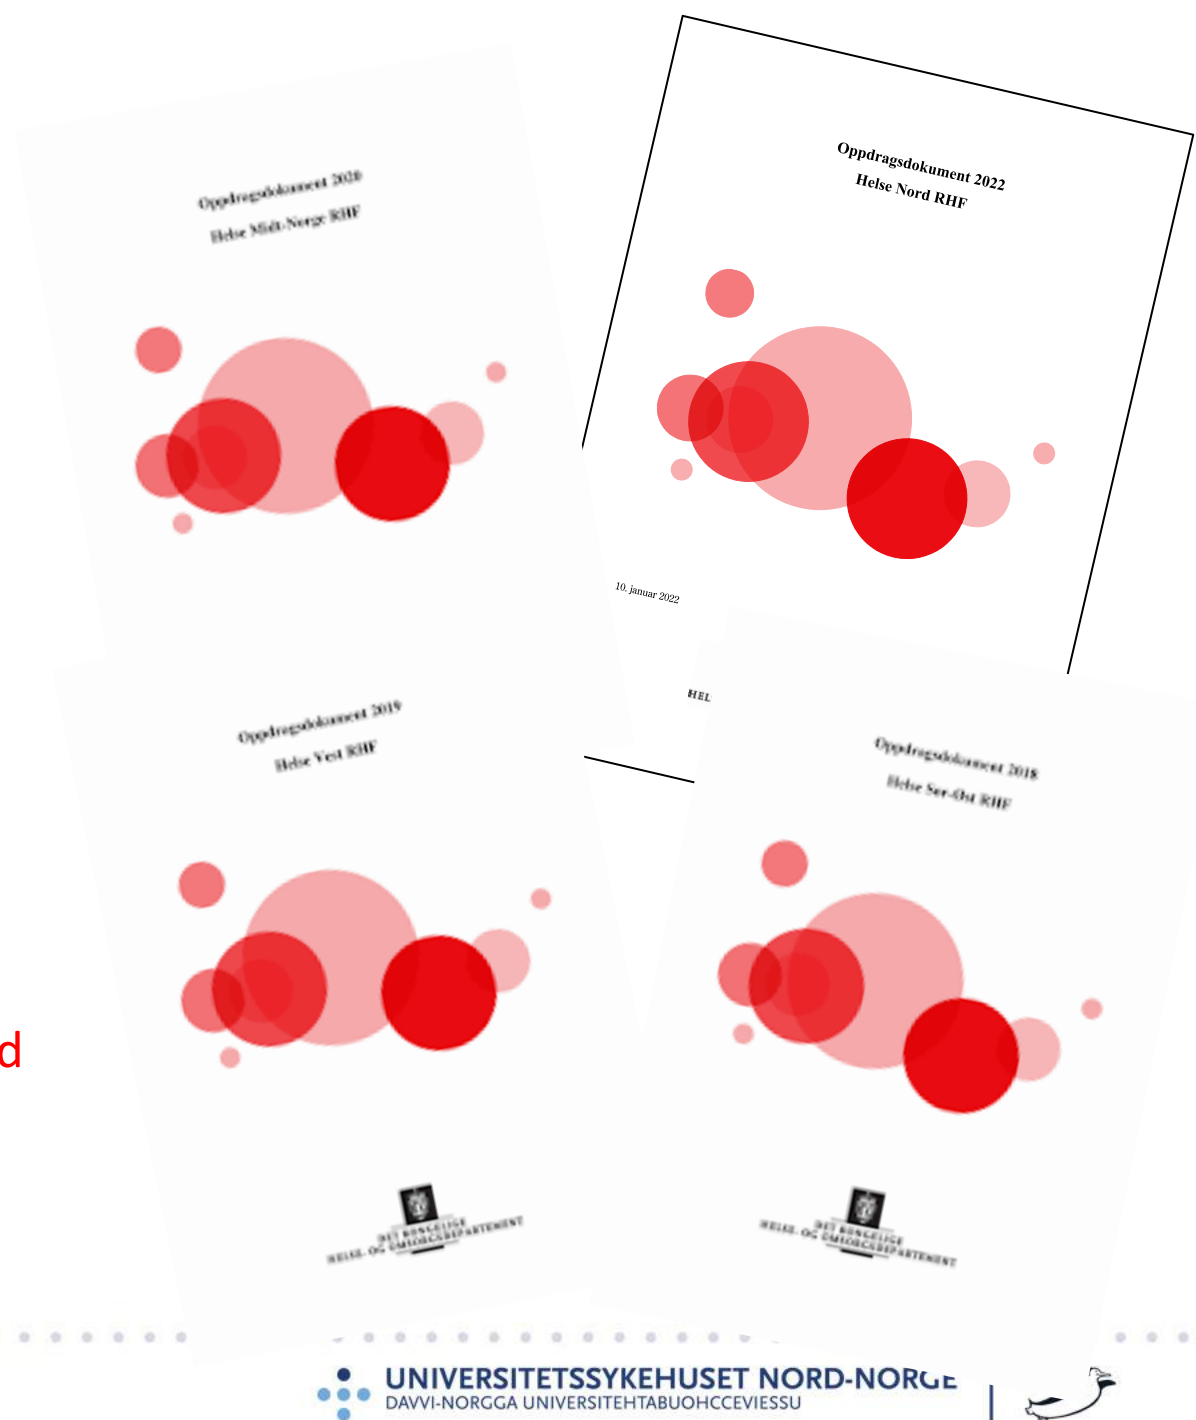 Oppdragsdokument 2020
Helse Midt-Norge RHF
Oppdragsdokument 2022
Helse Nord RHF
10. januar 2022
HEL
Oppdragsdokument 2019
Helse Vest RHF
Oppdragsdokument 2018
Helse Sør-Øst RHF
d
DET KONGELIGE
HELSE- OG OMSORGSDEPARTEMENT
DET KONGELIGE
HELSE- OG OMSORGSDEPARTEMENT
UNIVERSITETSSYKEHUSET NORD-NORGE
DAVVI-NORGGA UNIVERSITEHTABUOHCCEVIESSU